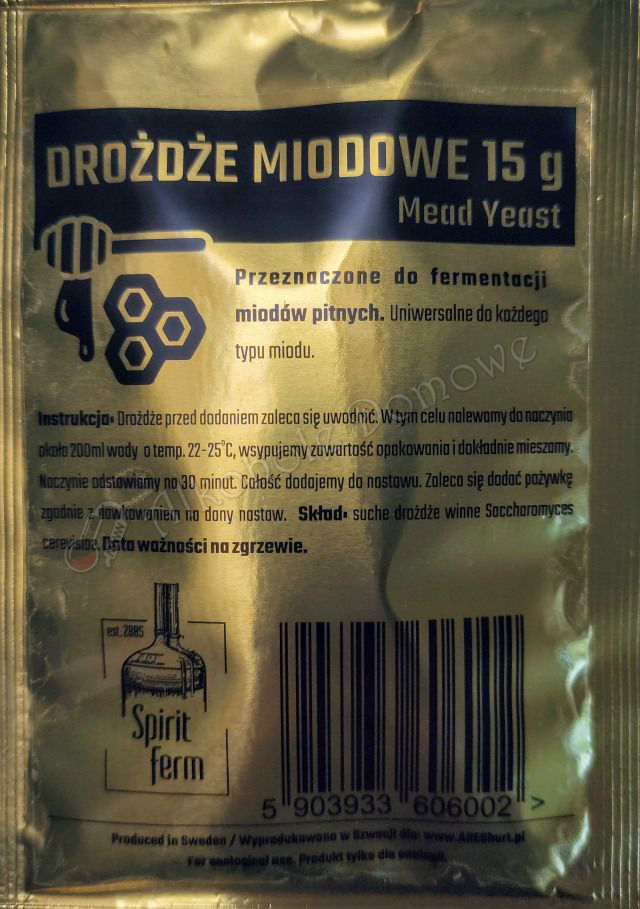 DROŻDŻE MIODOWE 15 g
Mead Yeast
Przeznaczone do fermentacji
miodów pitnych. Uniwersalne do każdego
typu miodu.
Instrukcja: Drożdże przed dodaniem zaleca się uwodnić. W tym celu nalewamy do naczynia
około 200ml wody o temp. 22-25°C, wsypujemy zawartość opakowania i dokładnie mieszamy.
Naczynie odstawiamy na 30 minut. Całość dodajemy do nastawu. Zaleca się dodać pożywkę
zgodnie z dawkowaniem na dany nastaw. Skład: suche drożdże winne Saccharomyces
cerevisiae. Data ważności na zgrzewie.
Alkohole Domowe
est. 2005
Spirit
ferm
5 903933 606002 >
Produced in Sweden / Wyprodukowano w Szwecji dla: www.AREShurt.pl
For enological use. Produkt tylko dla enologii.